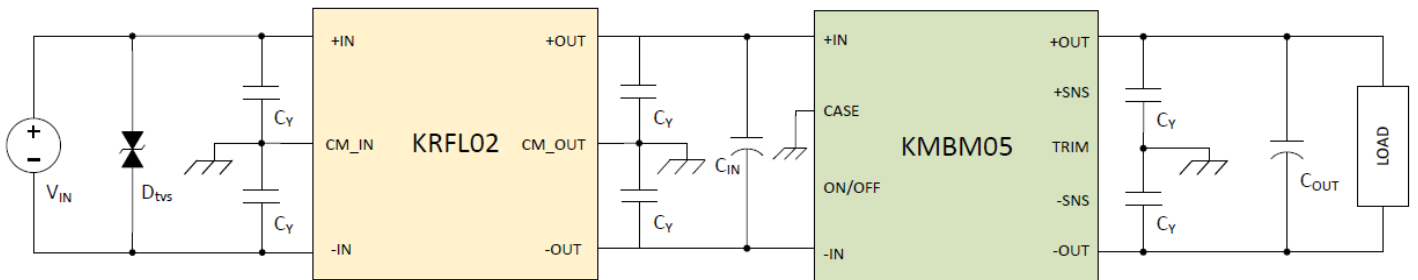 +
−
V_IN
D_tvs
C_Y
C_Y
+IN
+OUT
CM_IN
KRFL02
CM_OUT
-IN
-OUT
C_Y
C_Y
C_IN
+IN
+OUT
CASE
+SNS
KMBM05
TRIM
ON/OFF
-SNS
-IN
-OUT
C_Y
C_Y
C_OUT
LOAD